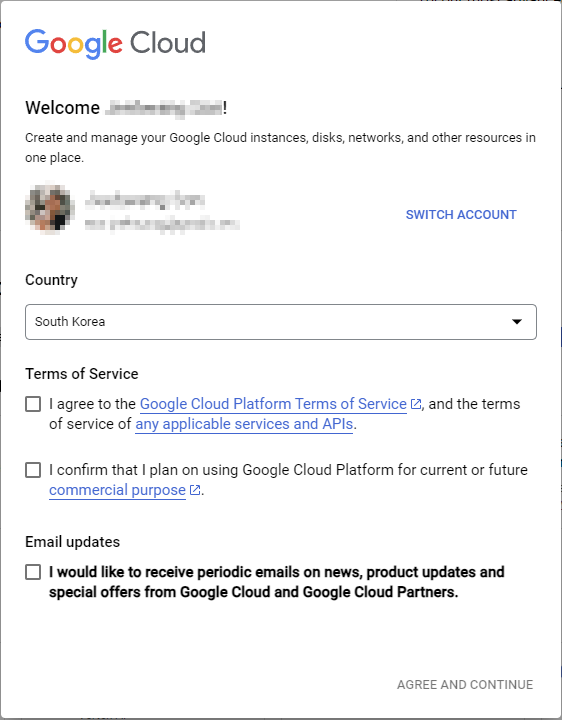 Google Cloud
Welcome !
Create and manage your Google Cloud instances, disks, networks, and other resources in
one place.
SWITCH ACCOUNT
Country
South Korea
Terms of Service
I agree to the Google Cloud Platform Terms of Service, and the terms
of service of any applicable services and APIs.
I confirm that I plan on using Google Cloud Platform for current or future
commercial purpose.
Email updates
I would like to receive periodic emails on news, product updates and
special offers from Google Cloud and Google Cloud Partners.
AGREE AND CONTINUE